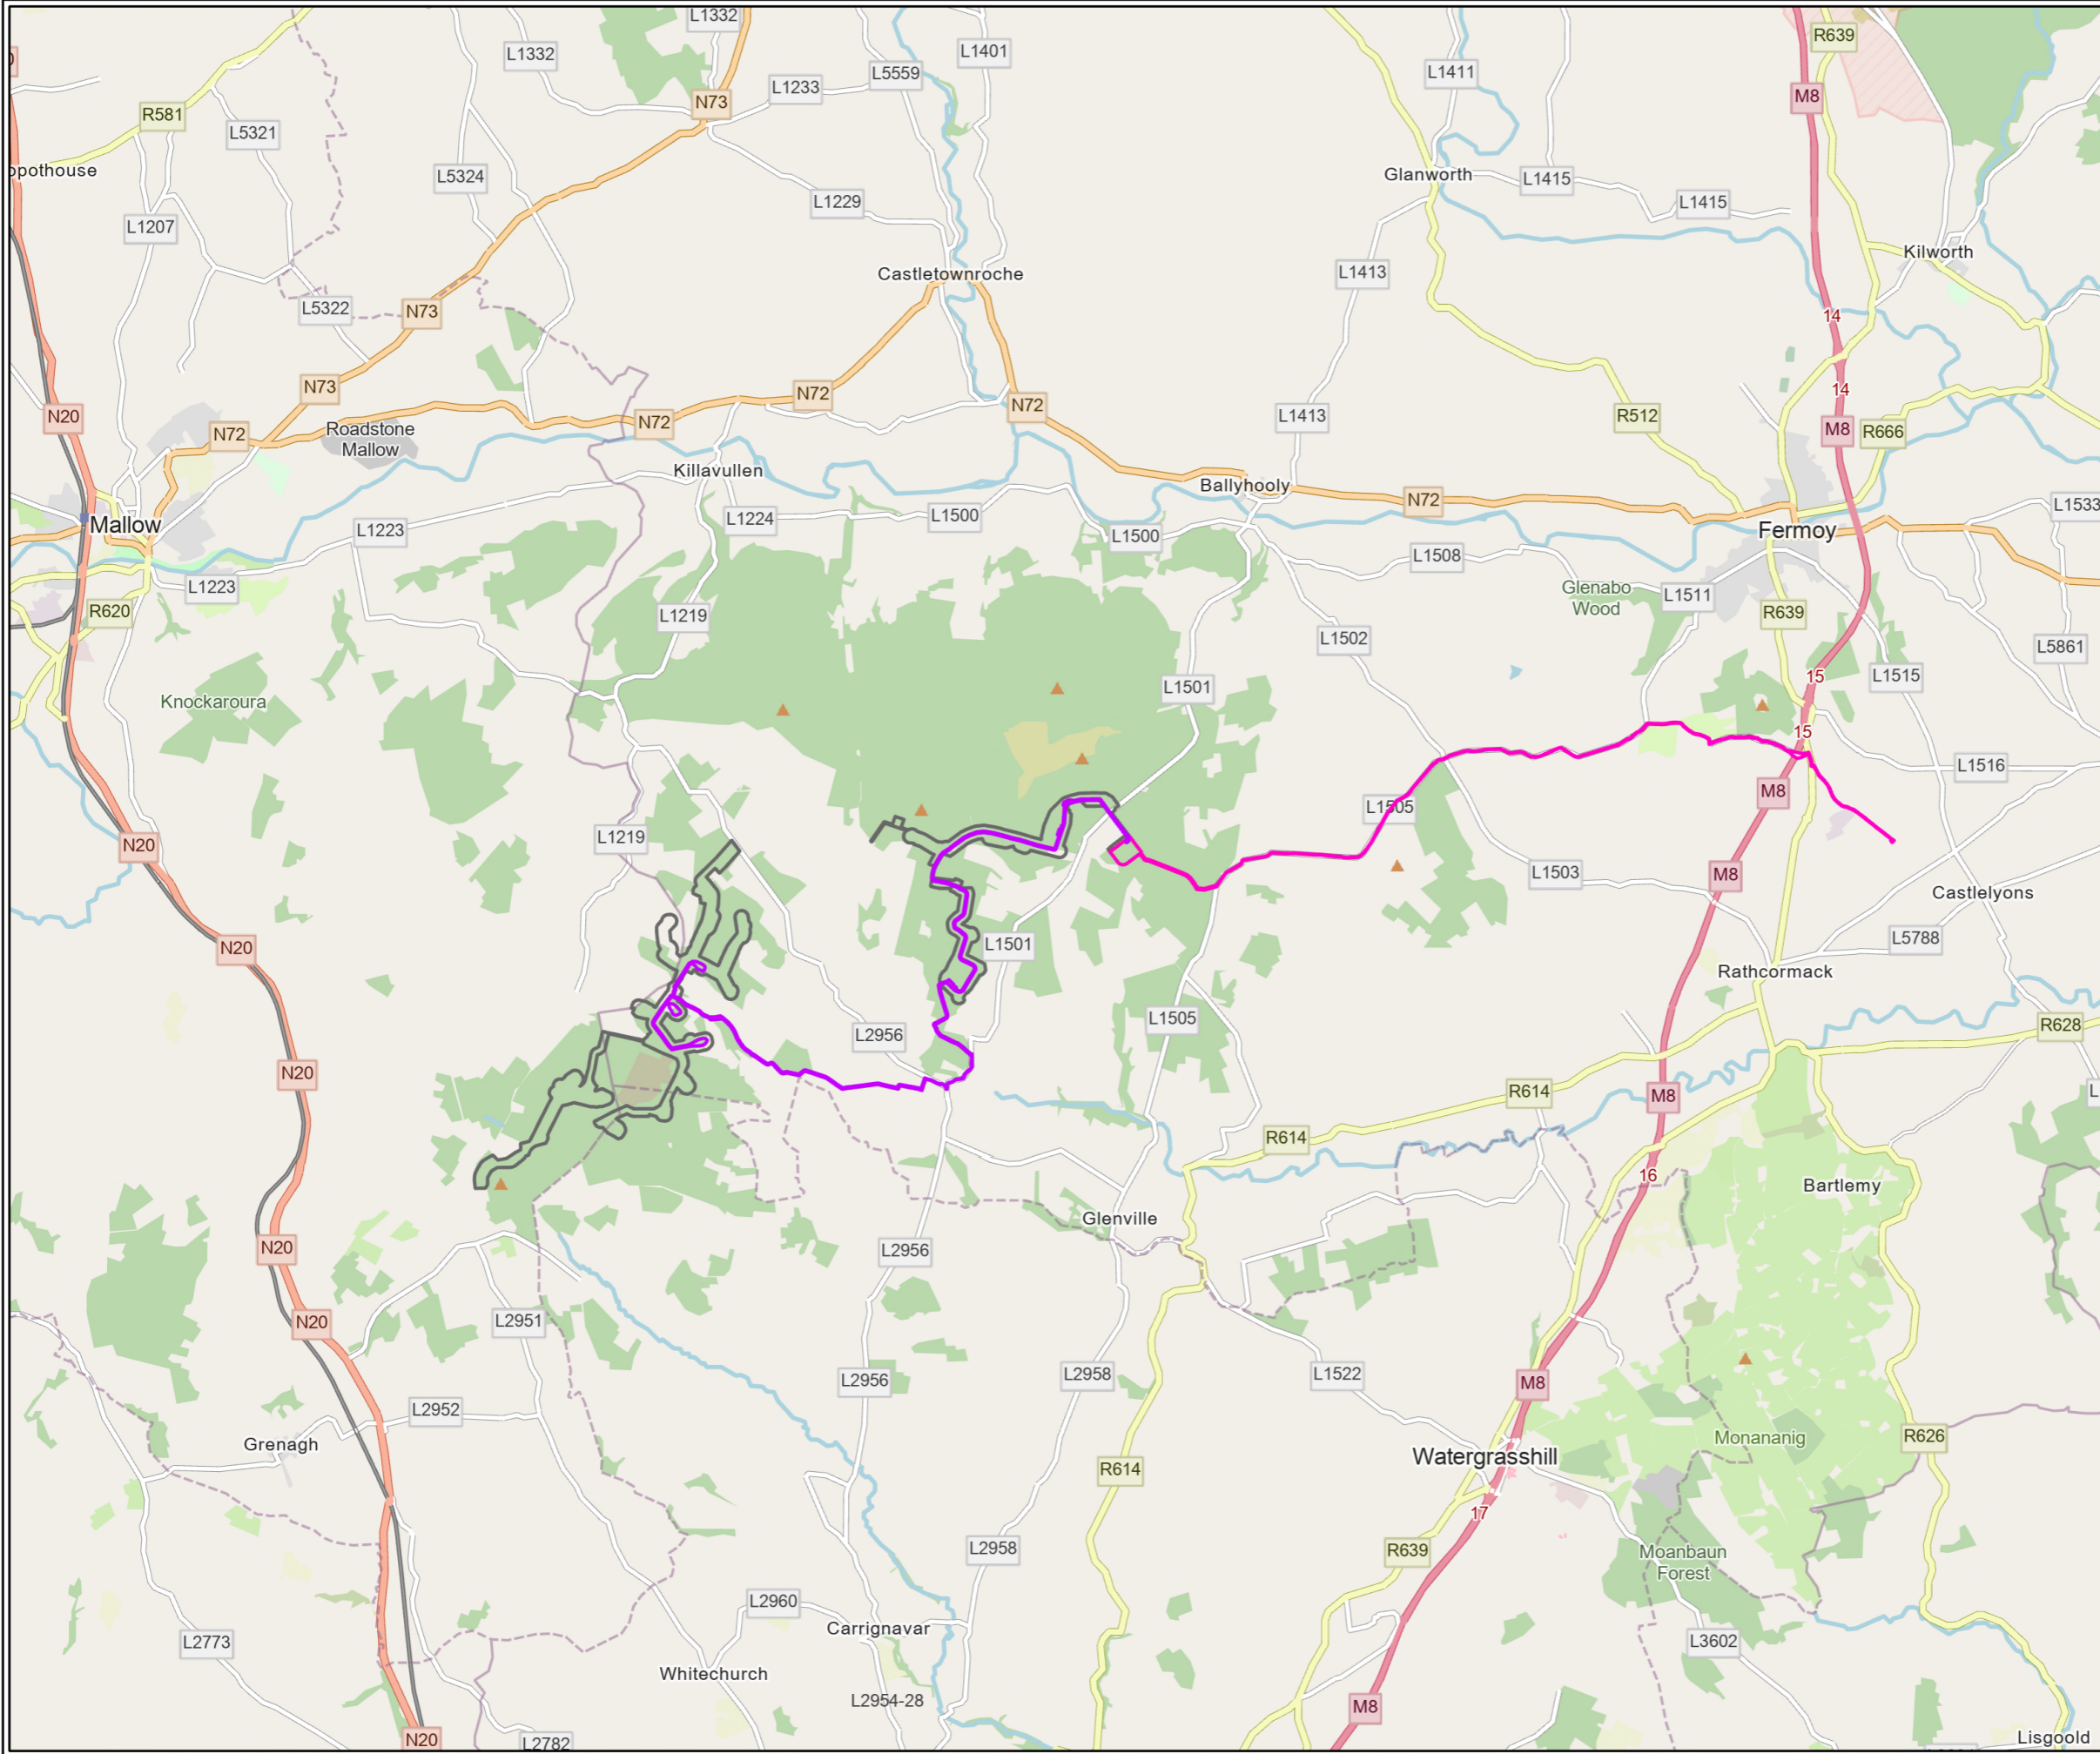 L1332
R639
L1332
L1401
L1411
L5559
L1233
M8
N73
R581
L5321
opothouse
L5324
Glanworth
L1415
L1229
L1415
L1207
Kilworth
Castletownroche
L1413
L5322
N73
14
N73
14
N72
N72
N20
L1413
R512
N72
Roadstone
Mallow
N72
M8
R666
Killavullen
Ballyhooly
N72
L1533
Mallow
L1223
L1224
L1500
L1500
Fermoy
L1508
L1223
Glenabo
Wood
L1511
R620
L1219
R639
L1502
L5861
Knockaroura
L1501
15
L1515
15
L1516
M8
L1505
L1219
N20
L1503
M8
Castlelyons
N20
L1501
L5788
Rathcormack
L1505
R628
L2956
N20
R614
M8
R614
16
Bartlemy
Glenville
N20
L2956
N20
L2951
L1522
L2956
L2958
M8
L2952
Grenagh
Monananig
R626
Watergrasshill
R614
17
L2958
R639
Moanbaun
Forest
L2960
Carrignavar
L2773
L3602
Whitechurch
L2954-28
M8
N20
L2782
Lisgoold